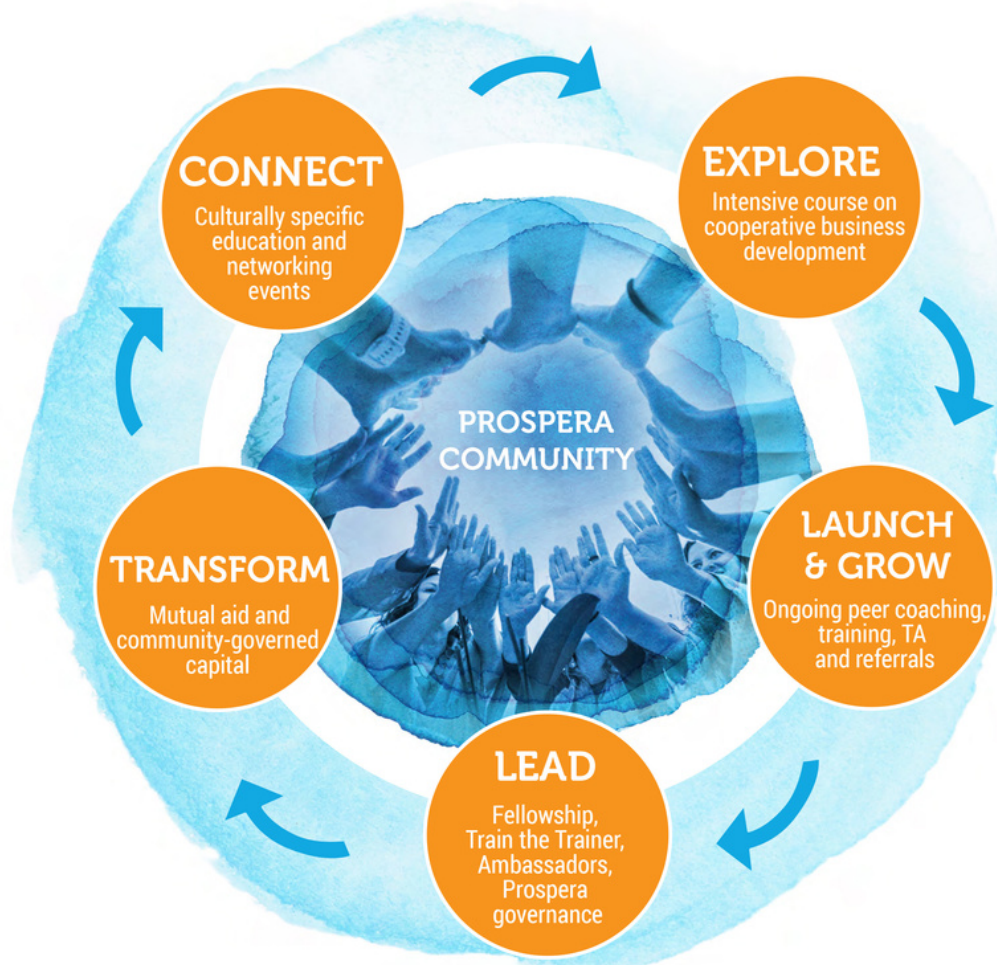 CONNECT
Culturally specific
education and
networking
events
EXPLORE
Intensive course on
cooperative business
development
PROSPERA
COMMUNITY
LAUNCH
& GROW
Ongoing peer coaching,
training, TA
and referrals
LEAD
Fellowship,
Train the Trainer,
Ambassadors,
Prospera
governance
TRANSFORM
Mutual aid and
community-governed
capital